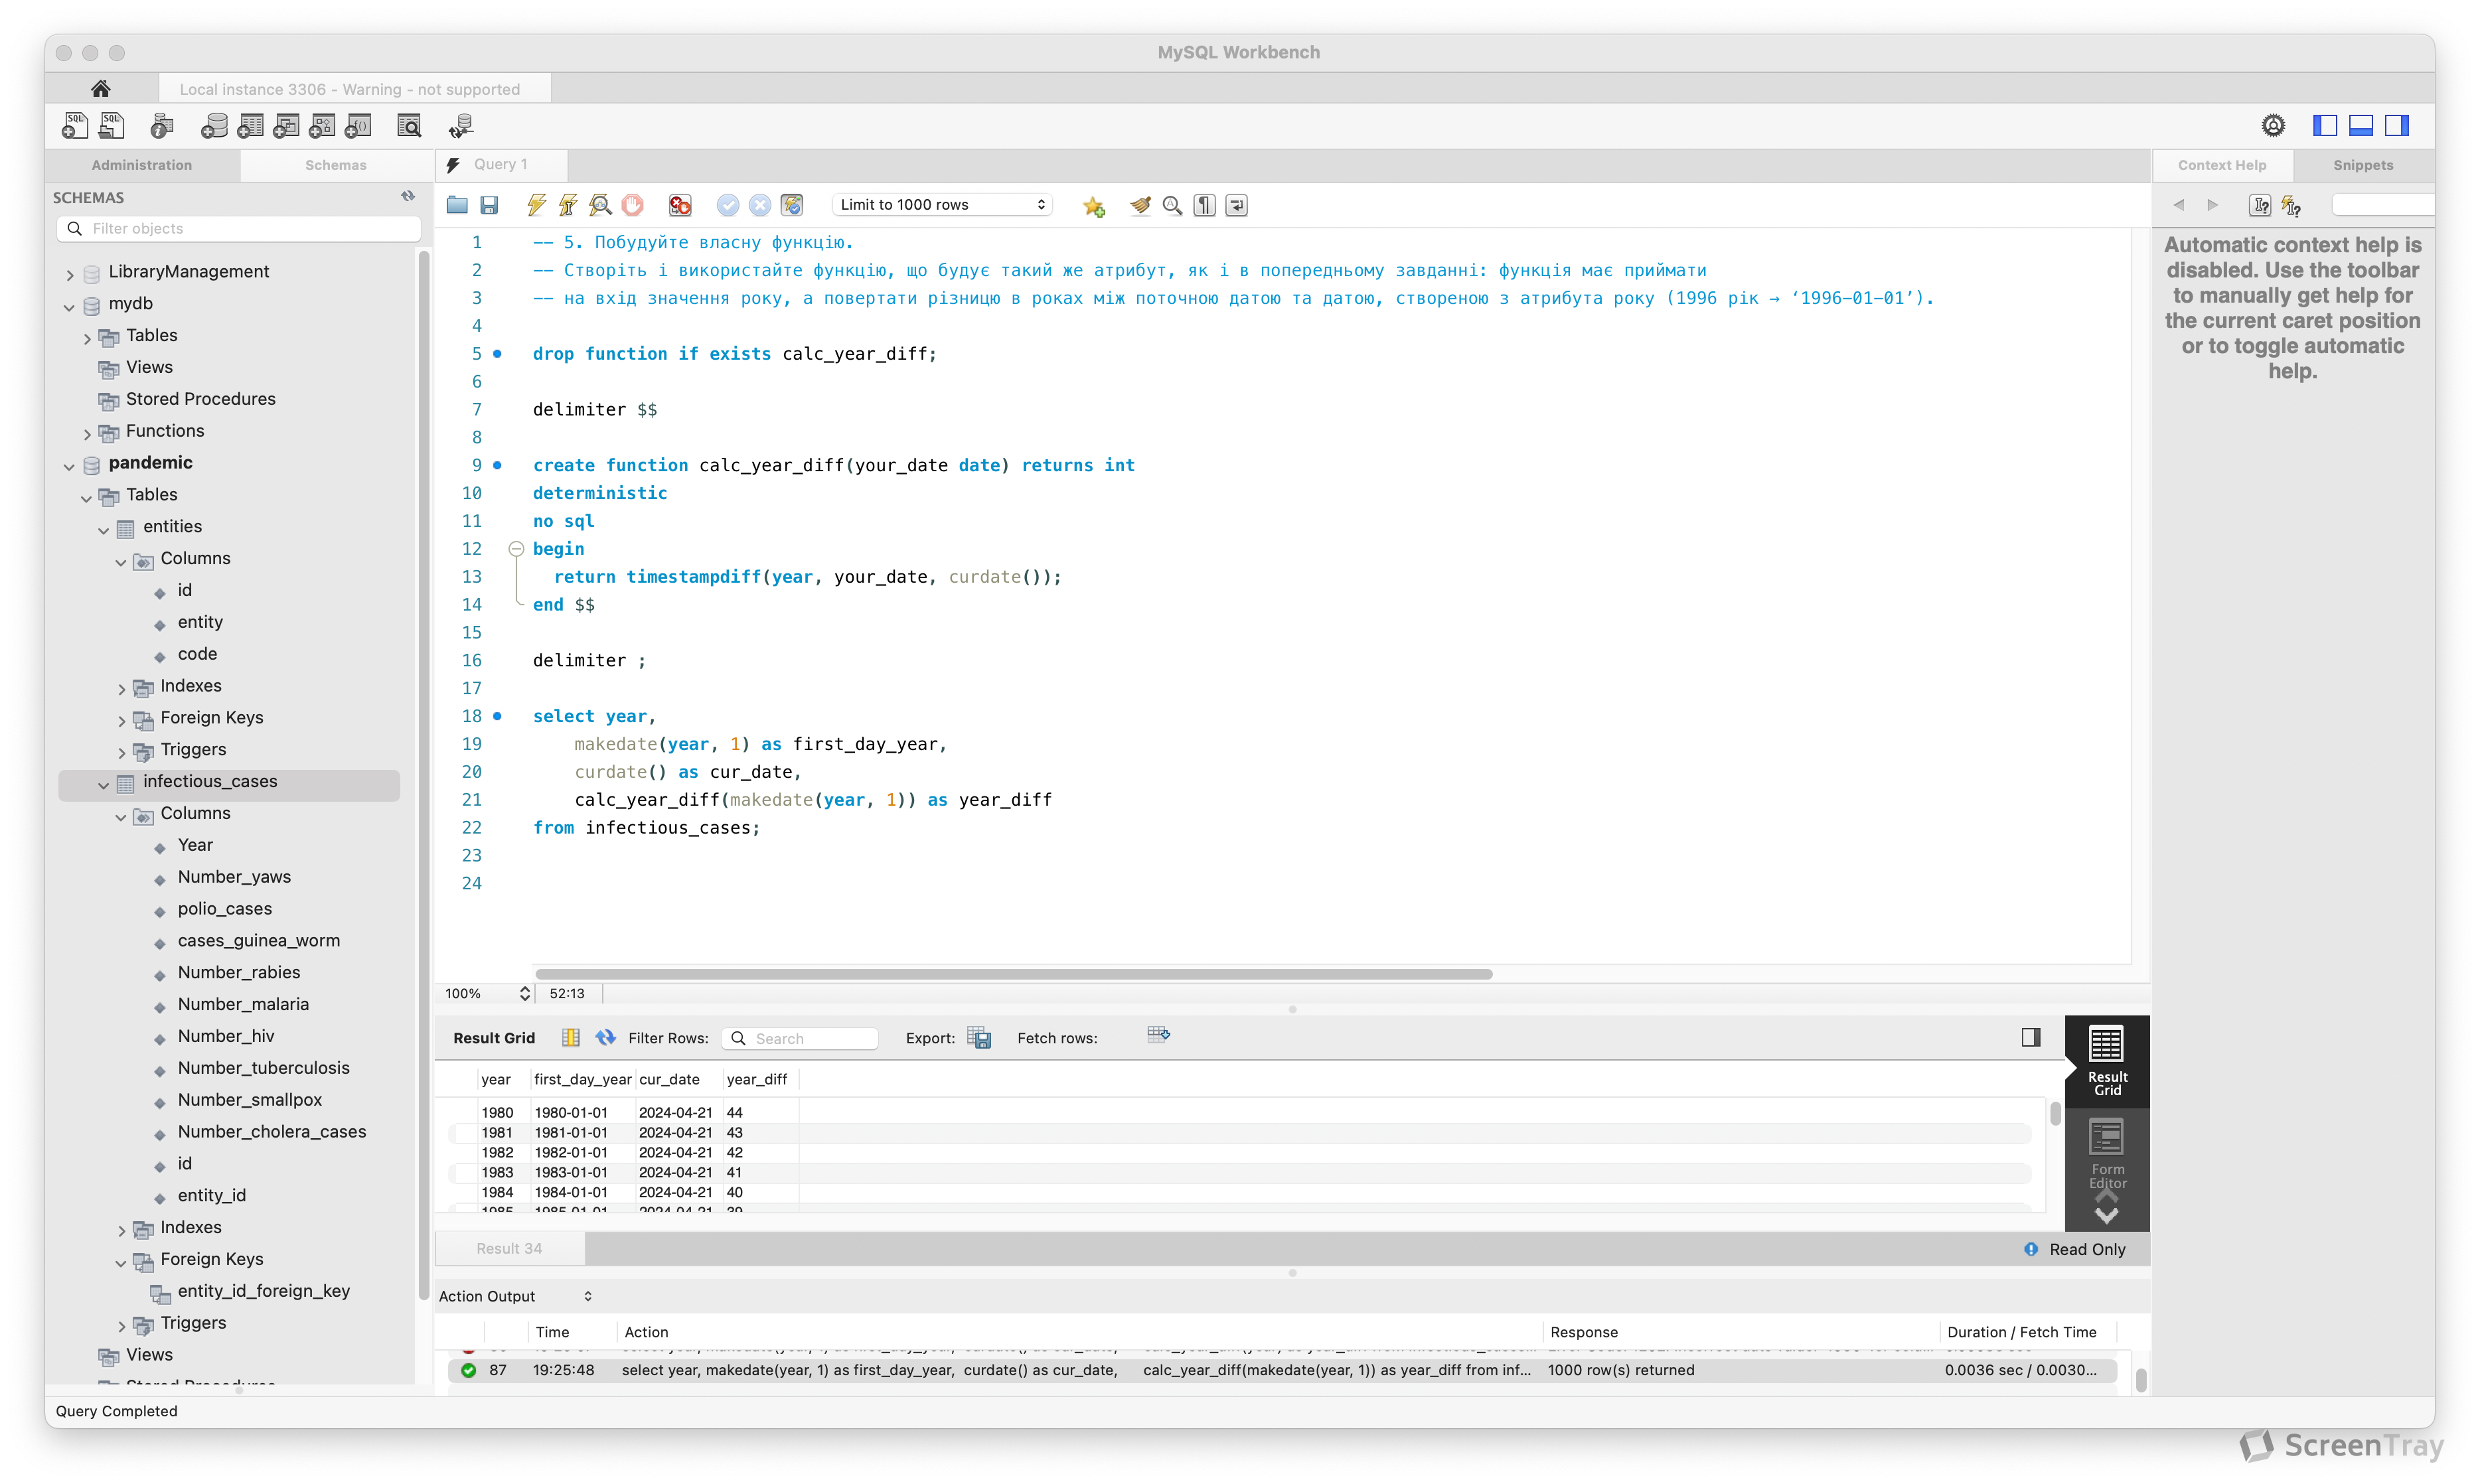 MySQL Workbench
Local instance 3306 - Warning - not supported
Administration
Schemas
Query 1
Context Help
Snippets
SCHEMAS
Filter objects
Limit to 1000 rows
LibraryManagement
mydb
Tables
Views
Stored Procedures
Functions
pandemic
Tables
entities
Columns
id
entity
code
Indexes
Foreign Keys
Triggers
infectious_cases
Columns
Year
Number_yaws
polio_cases
cases_guinea_worm
Number_rabies
Number_malaria
Number_hiv
Number_tuberculosis
Number_smallpox
Number_cholera_cases
id
entity_id
Indexes
Foreign Keys
entity_id_foreign_key
Triggers
Views
1 -- 5. Побудуйте власну функцію.
2 -- Створіть і використайте функцію, що будує такий же атрибут, як і в попередньому завданні: функція має приймати
3 -- на вхід значення року, а повертати різницю в роках між поточною датою та датою, створеною з атрибута року (1996 рік → ‘1996-01-01’).
4
5 drop function if exists calc_year_diff;
6
7 delimiter $$
8
9 create function calc_year_diff(your_date date) returns int
10 deterministic
11 no sql
12 begin
13 return timestampdiff(year, your_date, curdate());
14 end $$
15
16 delimiter ;
17
18 select year,
19 makedate(year, 1) as first_day_year,
20 curdate() as cur_date,
21 calc_year_diff(makedate(year, 1)) as year_diff
22 from infectious_cases;
23
24
Automatic context help is
disabled. Use the toolbar
to manually get help for
the current caret position
or to toggle automatic
help.
100% 52:13
Result Grid Filter Rows: Search Export: Fetch rows:
year first_day_year cur_date year_diff
1980 1980-01-01 2024-04-21 44
1981 1981-01-01 2024-04-21 43
1982 1982-01-01 2024-04-21 42
1983 1983-01-01 2024-04-21 41
1984 1984-01-01 2024-04-21 40
1985 1985-01-01 2024-04-21 39
Result
Grid
Form
Editor
Result 34
Read Only
Action Output
Time Action Response Duration / Fetch Time
87 19:25:48 select year, makedate(year, 1) as first_day_year, curdate() as cur_date, calc_year_diff(makedate(year, 1)) as year_diff from inf... 1000 row(s) returned 0.0036 sec / 0.0030...
Query Completed
ScreenTray